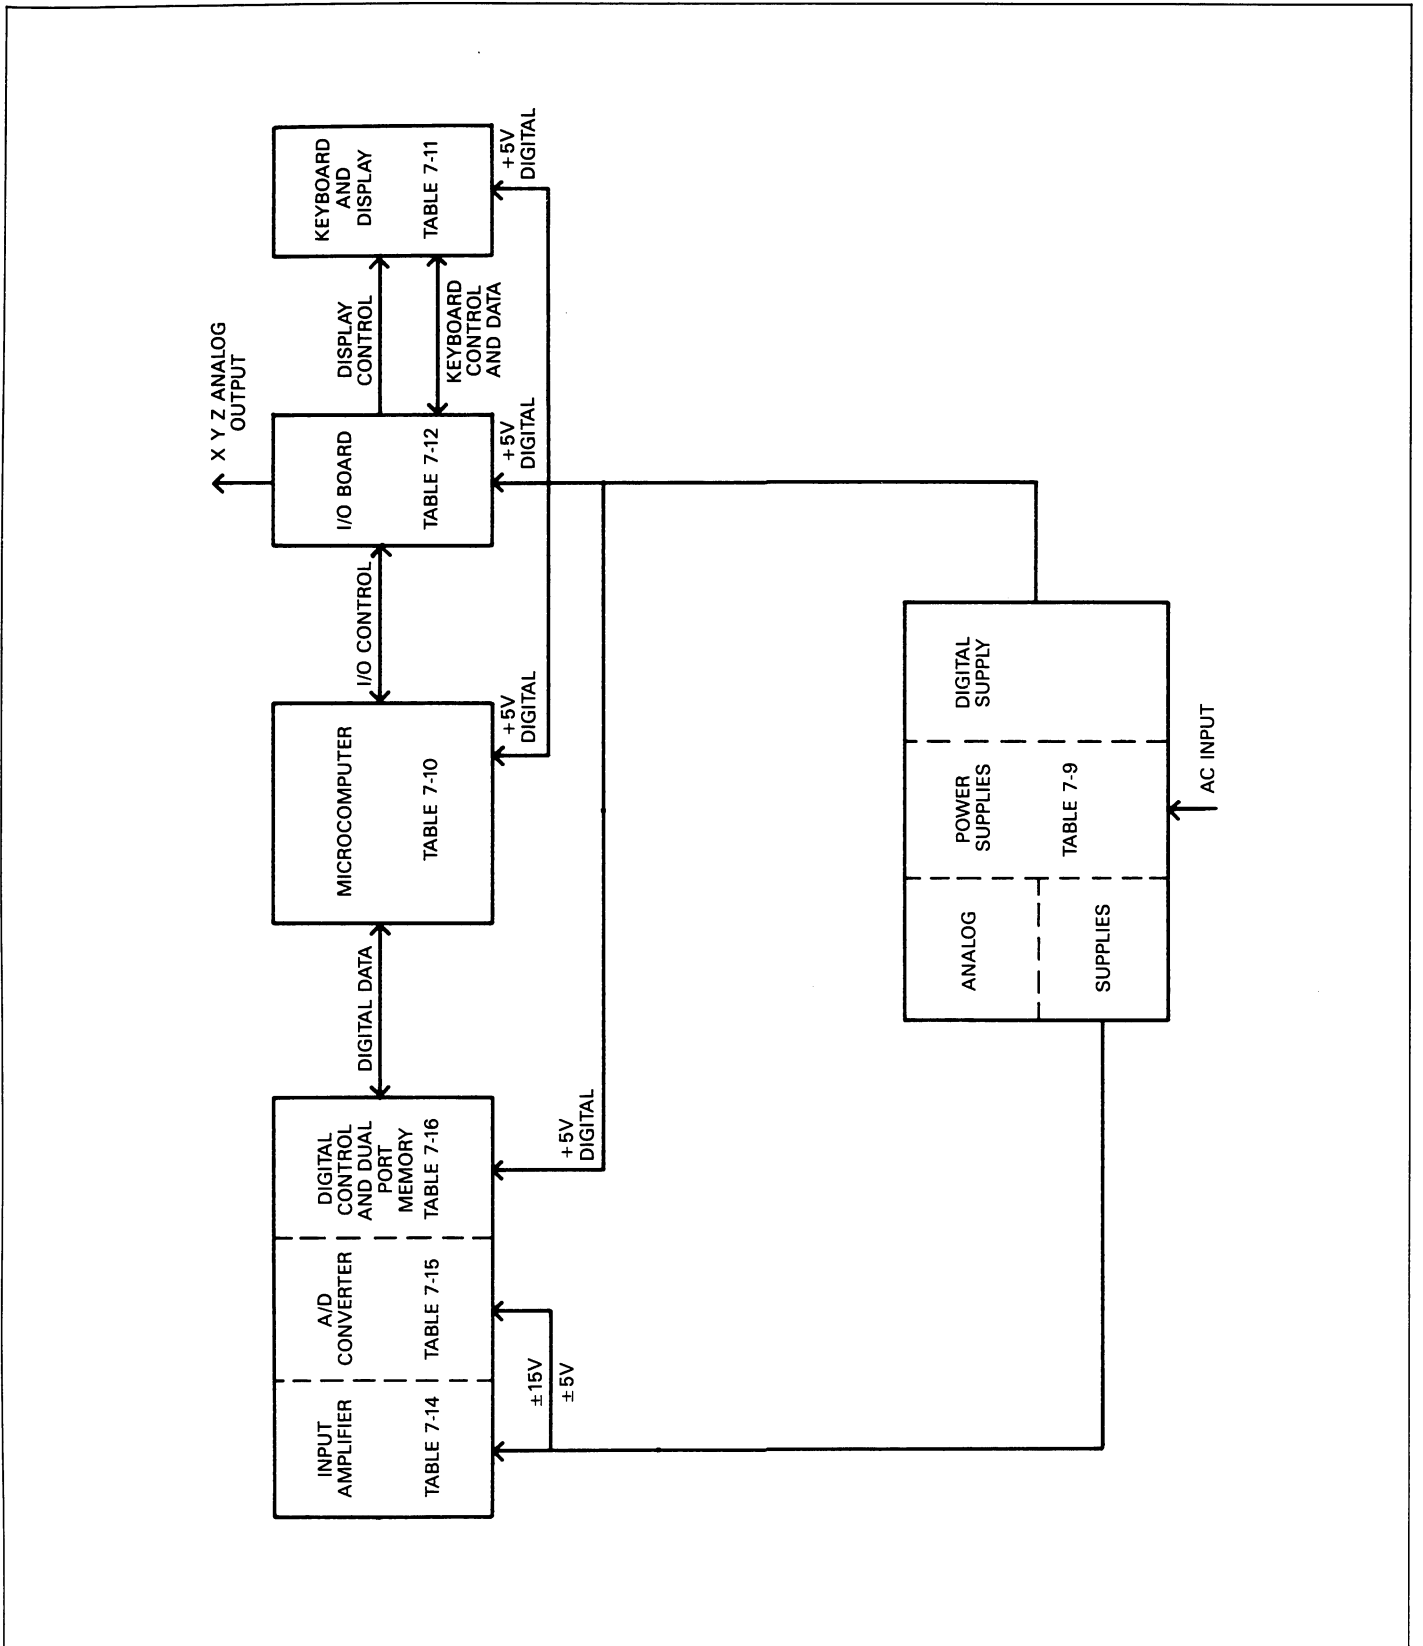 INPUT
AMPLIFIER
TABLE 7-14
A/D
CONVERTER
TABLE 7-15
DIGITAL
CONTROL
AND DUAL
PORT
MEMORY
TABLE 7-16
DIGITAL DATA
MICROCOMPUTER
TABLE 7-10
I/O CONTROL
X Y Z ANALOG
OUTPUT
I/O BOARD
TABLE 7-12
DISPLAY
CONTROL
KEYBOARD
CONTROL
AND DATA
KEYBOARD
AND
DISPLAY
TABLE 7-11
±15V
±5V
+5V
DIGITAL
+5V
DIGITAL
+5V
DIGITAL
+5V
DIGITAL
ANALOG
SUPPLIES
POWER
SUPPLIES
TABLE 7-9
DIGITAL
SUPPLY
AC INPUT